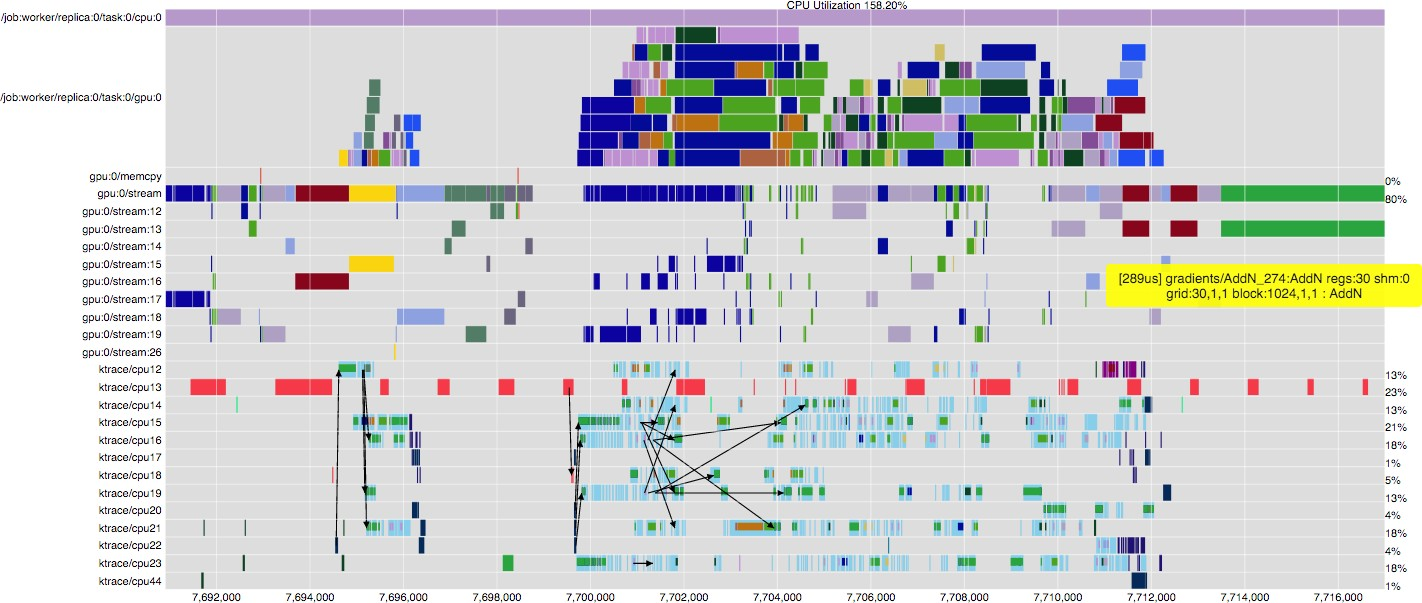 CPU Utilization 158.20%
/job:worker/replica:0/task:0/cpu:0
/job:worker/replica:0/task:0/gpu:0
gpu:0/memcpy 0%
gpu:0/stream 80%
gpu:0/stream:12
gpu:0/stream:13
gpu:0/stream:14
gpu:0/stream:15
[289us] gradients/AddN_274:AddN regs:30 shm:0
grid:30,1,1 block:1024,1,1 : AddN
gpu:0/stream:16
gpu:0/stream:17
gpu:0/stream:18
gpu:0/stream:19
gpu:0/stream:26
ktrace/cpu12 13%
ktrace/cpu13 23%
ktrace/cpu14 13%
ktrace/cpu15 21%
ktrace/cpu16 18%
ktrace/cpu17 1%
ktrace/cpu18 5%
ktrace/cpu19 13%
ktrace/cpu20 4%
ktrace/cpu21 18%
ktrace/cpu22 4%
ktrace/cpu23 18%
ktrace/cpu44 1%
7,692,000 7,694,000 7,696,000 7,698,000 7,700,000 7,702,000 7,704,000 7,706,000 7,708,000 7,710,000 7,712,000 7,714,000 7,716,000